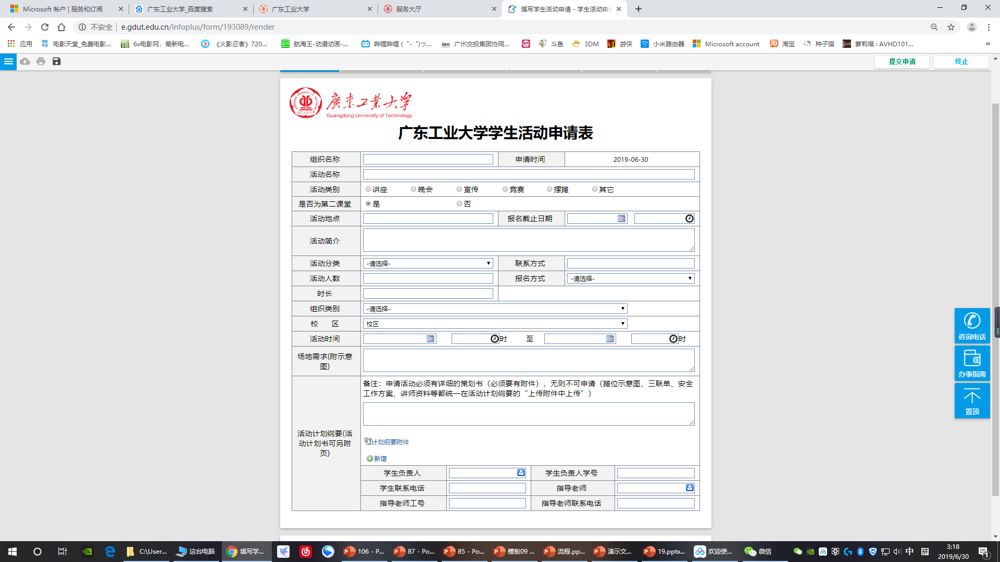 Microsoft 帐户 | 服务和订阅
广东工业大学_百度搜索
广东工业大学
服务大厅
填写学生活动申请 - 学生活动申请
不安全 | e.gdut.edu.cn/infoplus/form/193089/render
应用
电影天堂_免费电影...
6v电影网，最新电...
《火影忍者》720...
航海王-动漫动画-...
哔哩哔哩 ( ゜- ゜)つ...
广州交投集团协同...
斗鱼
3DM
游侠
小米路由器
Microsoft account
淘宝
种子猫
萝莉塔 : AVHD101...
»
提交申请
终止
廣東工業大學
Guangdong University of Technology
广东工业大学学生活动申请表
组织名称
申请时间
2019-06-30
活动名称
活动类别
讲座 晚会 宣传 竞赛 摆摊 其它
是否为第二课堂
是 否
活动地点
报名截止日期
活动简介
活动分类
-请选择-
联系方式
活动人数
报名方式
-请选择-
时长
组织类别
-请选择-
校 区
校区
活动时间
时 至 时
场地需求(附示意
图)
备注：申请活动必须有详细的策划书（必须要有附件），无则不可申请（摊位示意图、三联单、安全
工作方案、讲师资料等都统一在活动计划纲要的“上传附件中上传”）
活动计划纲要(活
动计划书可另附
页)
计划纲要附件
新增
学生负责人
学生负责人学号
学生联系电话
指导老师
指导老师工号
指导老师联系电话
咨询电话
办事指南
置顶
C:\User...
这台电脑
填写学...
106 - P...
87 - Po...
85 - Po...
模板09 ...
流程.pp...
演示文...
19.pptx...
欢迎使...
微信
中
拼
3:18
2019/6/30
1